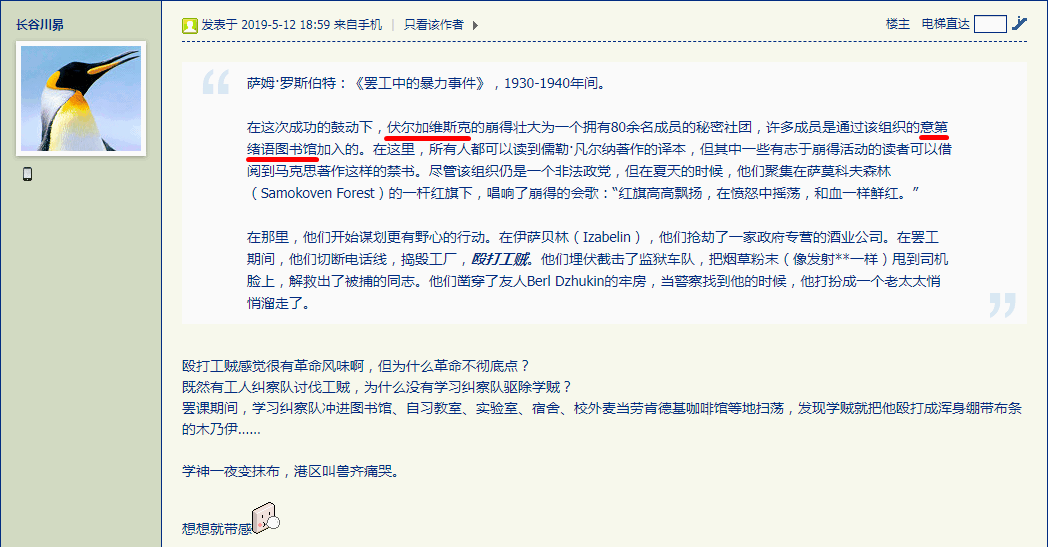 长谷川昴
发表于 2019-5-12 18:59 来自手机 | 只看该作者
楼主 电梯直达
萨姆·罗斯伯特：《罢工中的暴力事件》，1930-1940年间。
在这次成功的鼓动下，伏尔加维斯克的崩得壮大为一个拥有80余名成员的秘密社团，许多成员是通过该组织的意第
绪语图书馆加入的。在这里，所有人都可以读到儒勒·凡尔纳著作的译本，但其中一些有志于崩得活动的读者可以借
阅到马克思著作这样的禁书。尽管该组织仍是一个非法政党，但在夏天的时候，他们聚集在萨莫科夫森林
（Samokoven Forest）的一杆红旗下，唱响了崩得的会歌：“红旗高高飘扬，在愤怒中摇荡，和血一样鲜红。”
在那里，他们开始谋划更有野心的行动。在伊萨贝林（Izabelin），他们抢劫了一家政府专营的酒业公司。在罢工
期间，他们切断电话线，捣毁工厂，殴打工贼。他们埋伏截击了监狱车队，把烟草粉末（像发射**一样）甩到司机
脸上，解救出了被捕的同志。他们凿穿了友人Berl Dzhukin的牢房，当警察找到他的时候，他打扮成一个老太太悄
悄溜走了。
殴打工贼感觉很有革命风味啊，但为什么革命不彻底点？
既然有工人纠察队讨伐工贼，为什么没有学习纠察队驱除学贼？
罢课期间，学习纠察队冲进图书馆、自习教室、实验室、宿舍、校外麦当劳肯德基咖啡馆等地扫荡，发现学贼就把他殴打成浑身绷带布条
的木乃伊......
学神一夜变抹布，港区叫兽齐痛哭。
想想就带感